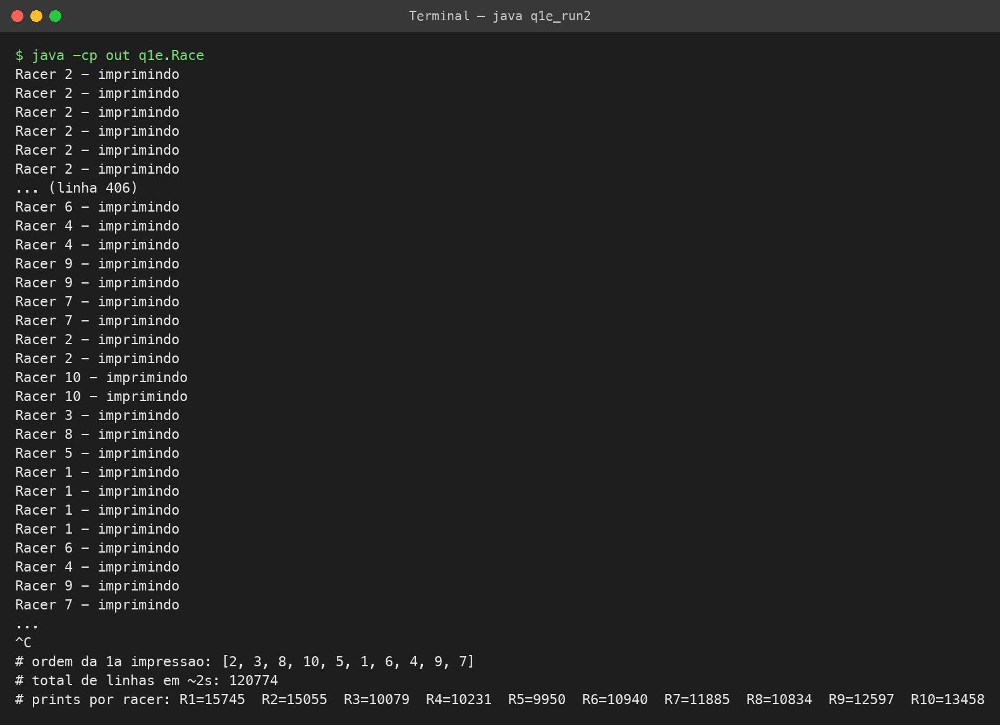 Terminal — java q1e_run2
$ java -cp out q1e.Race
Racer 2 - imprimindo
Racer 2 - imprimindo
Racer 2 - imprimindo
Racer 2 - imprimindo
Racer 2 - imprimindo
Racer 2 - imprimindo
... (linha 406)
Racer 6 - imprimindo
Racer 4 - imprimindo
Racer 4 - imprimindo
Racer 9 - imprimindo
Racer 9 - imprimindo
Racer 7 - imprimindo
Racer 7 - imprimindo
Racer 2 - imprimindo
Racer 2 - imprimindo
Racer 10 - imprimindo
Racer 10 - imprimindo
Racer 3 - imprimindo
Racer 8 - imprimindo
Racer 5 - imprimindo
Racer 1 - imprimindo
Racer 1 - imprimindo
Racer 1 - imprimindo
Racer 1 - imprimindo
Racer 6 - imprimindo
Racer 4 - imprimindo
Racer 9 - imprimindo
Racer 7 - imprimindo
...
^C
# ordem da 1a impressao: [2, 3, 8, 10, 5, 1, 6, 4, 9, 7]
# total de linhas em ~2s: 120774
# prints por racer: R1=15745  R2=15055  R3=10079  R4=10231  R5=9950  R6=10940  R7=11885  R8=10834  R9=12597  R10=13458